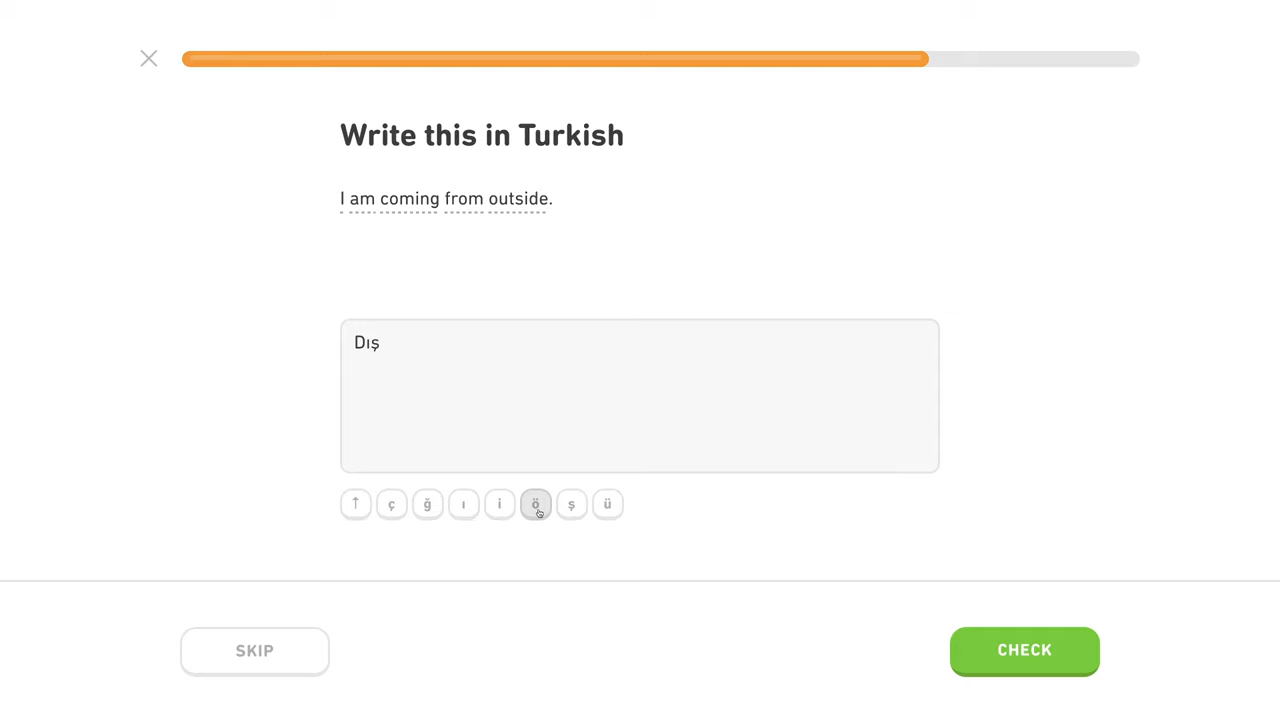 Write this in Turkish
I am coming from outside.
Dış
↑ ç ğ ı i ö ş ü
SKIP
CHECK